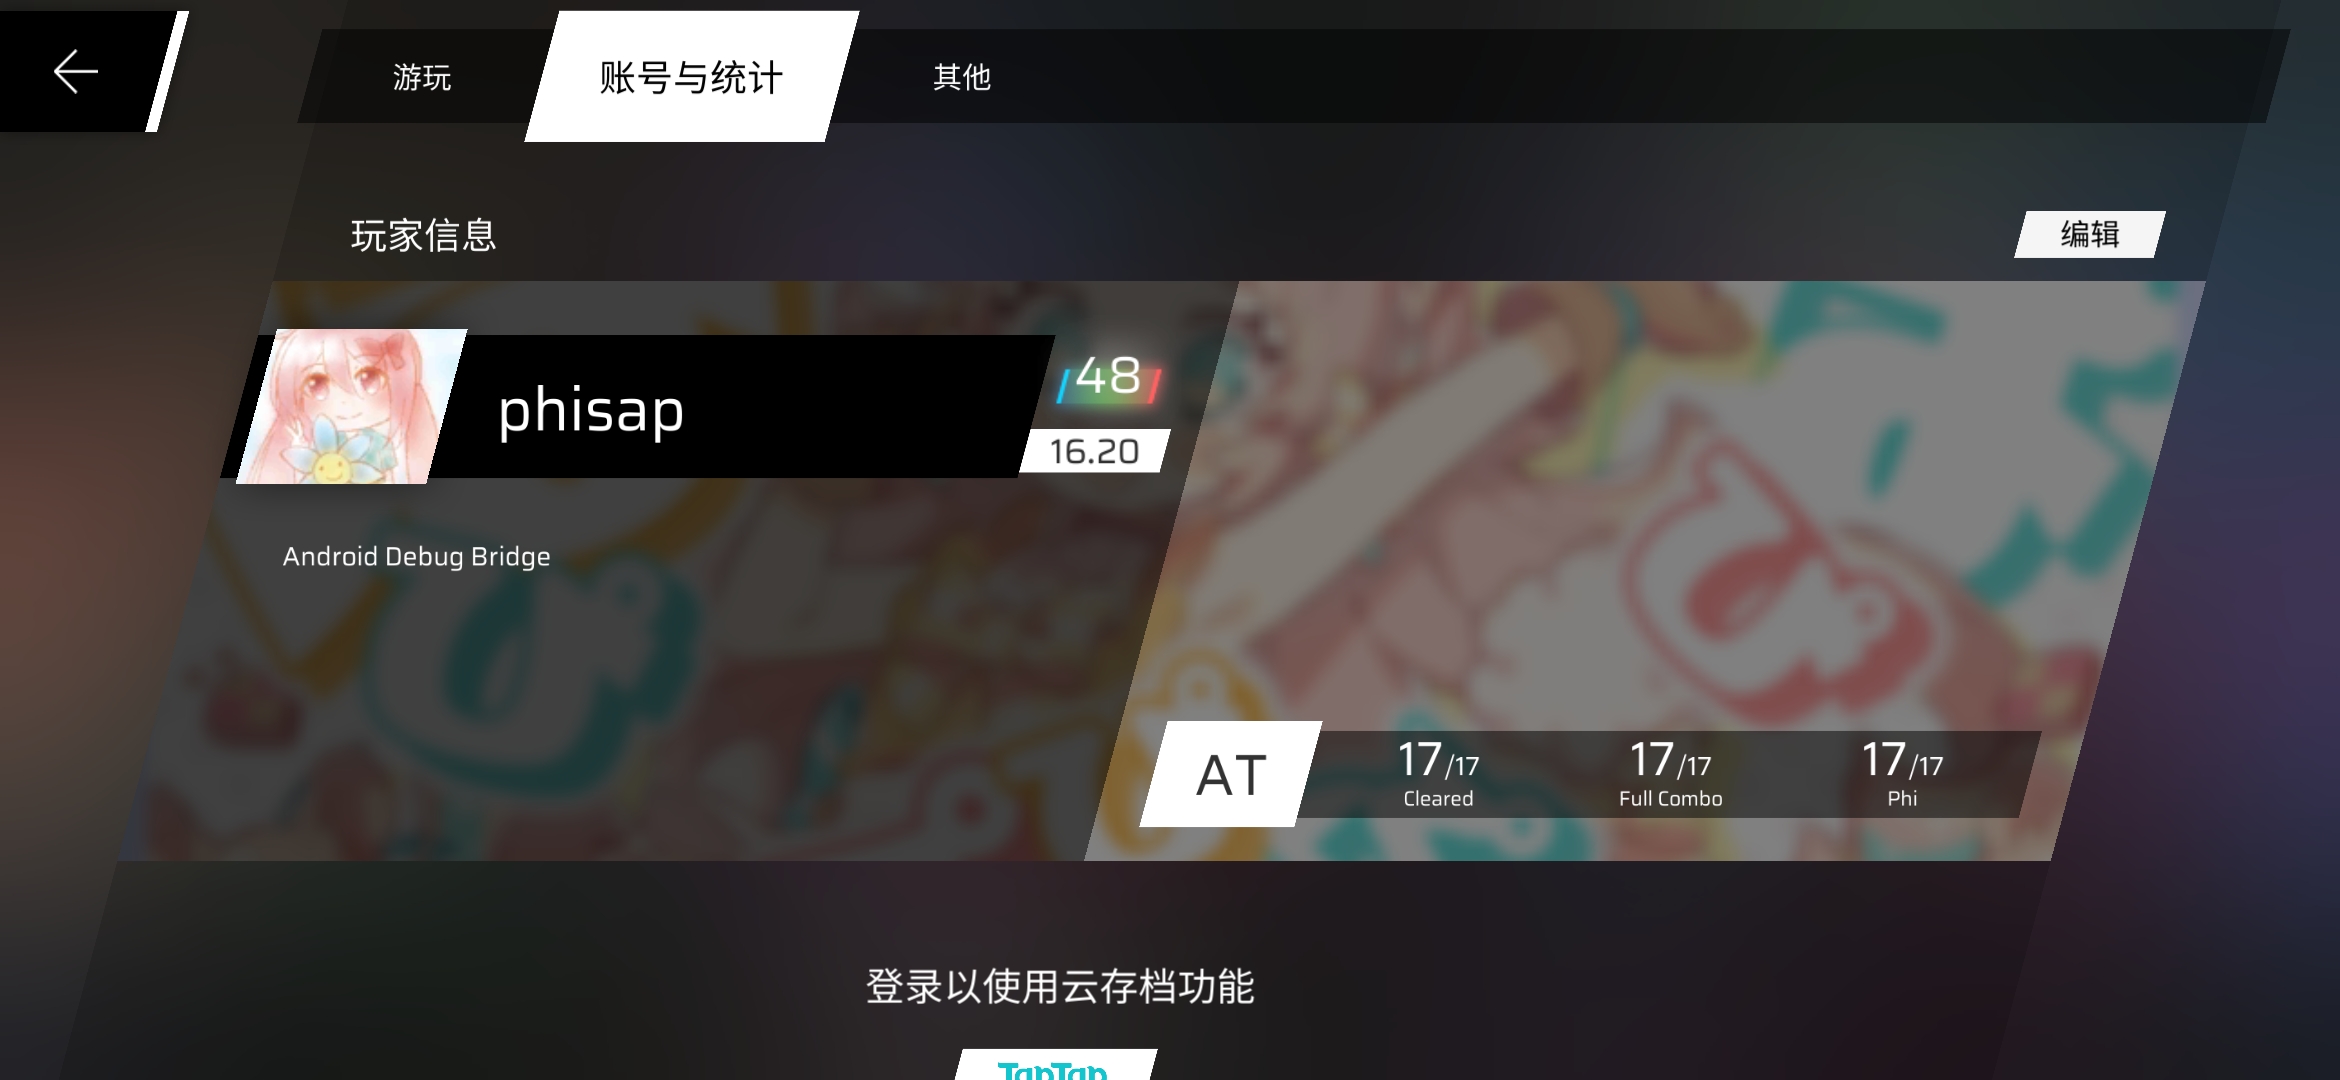 游玩
账号与统计
其他
玩家信息
编辑
phisap
48
16.20
Android Debug Bridge
AT
17/17
17/17
17/17
Cleared
Full Combo
Phi
登录以使用云存档功能
TapTap